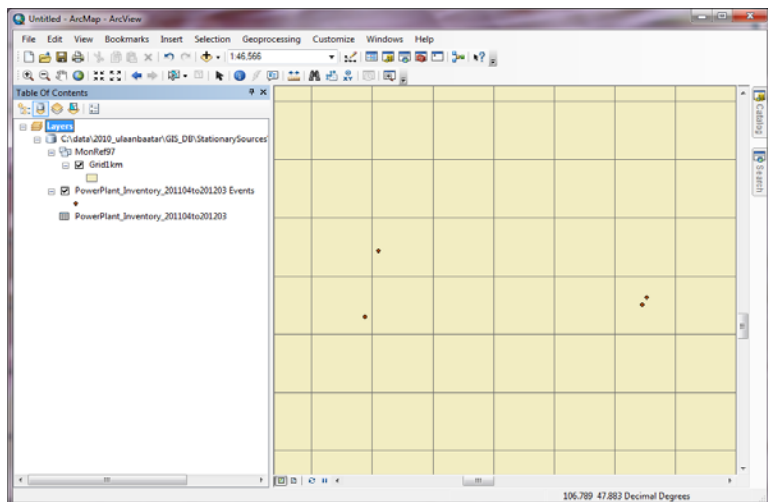 Untitled - ArcMap - ArcView
File Edit View Bookmarks Insert Selection Geoprocessing Customize Windows Help
1:46,566
Table Of Contents
Layers
C:\data\2010_ulaanbaatar\GIS_DB\StationarySources
MonRef97
Grid1km
PowerPlant_Inventory_201104to201203 Events
PowerPlant_Inventory_201104to201203
Catalog
Search
106.789 47.883 Decimal Degrees